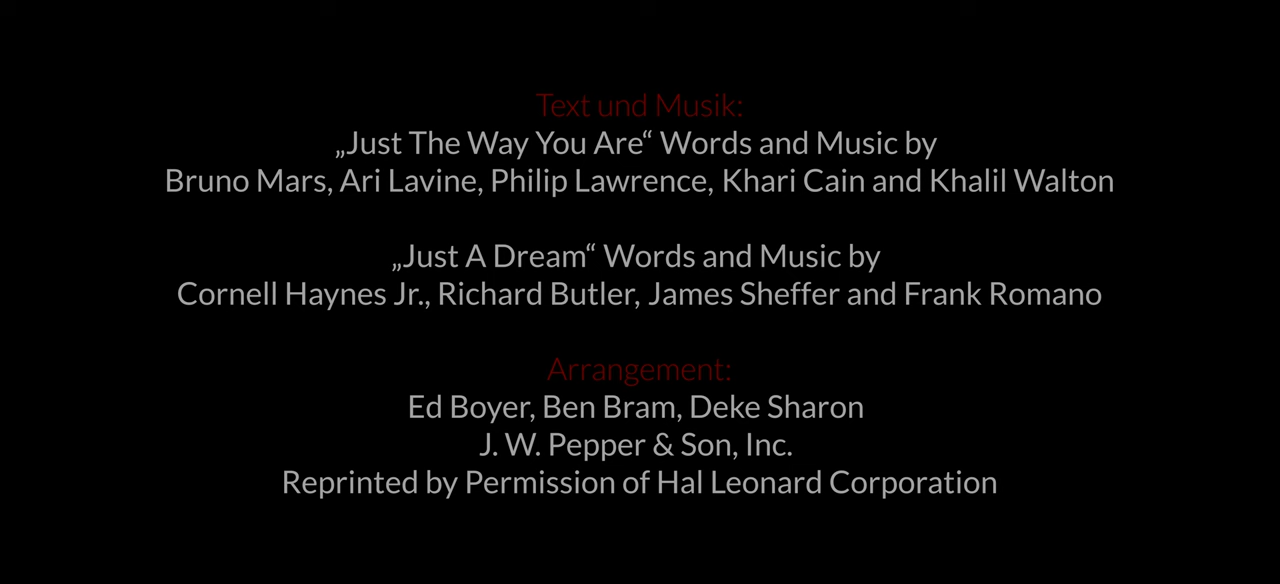 Text und Musik:
„Just The Way You Are“ Words and Music by
Bruno Mars, Ari Lavine, Philip Lawrence, Khari Cain and Khalil Walton
„Just A Dream“ Words and Music by
Cornell Haynes Jr., Richard Butler, James Sheffer and Frank Romano
Arrangement:
Ed Boyer, Ben Bram, Deke Sharon
J. W. Pepper & Son, Inc.
Reprinted by Permission of Hal Leonard Corporation